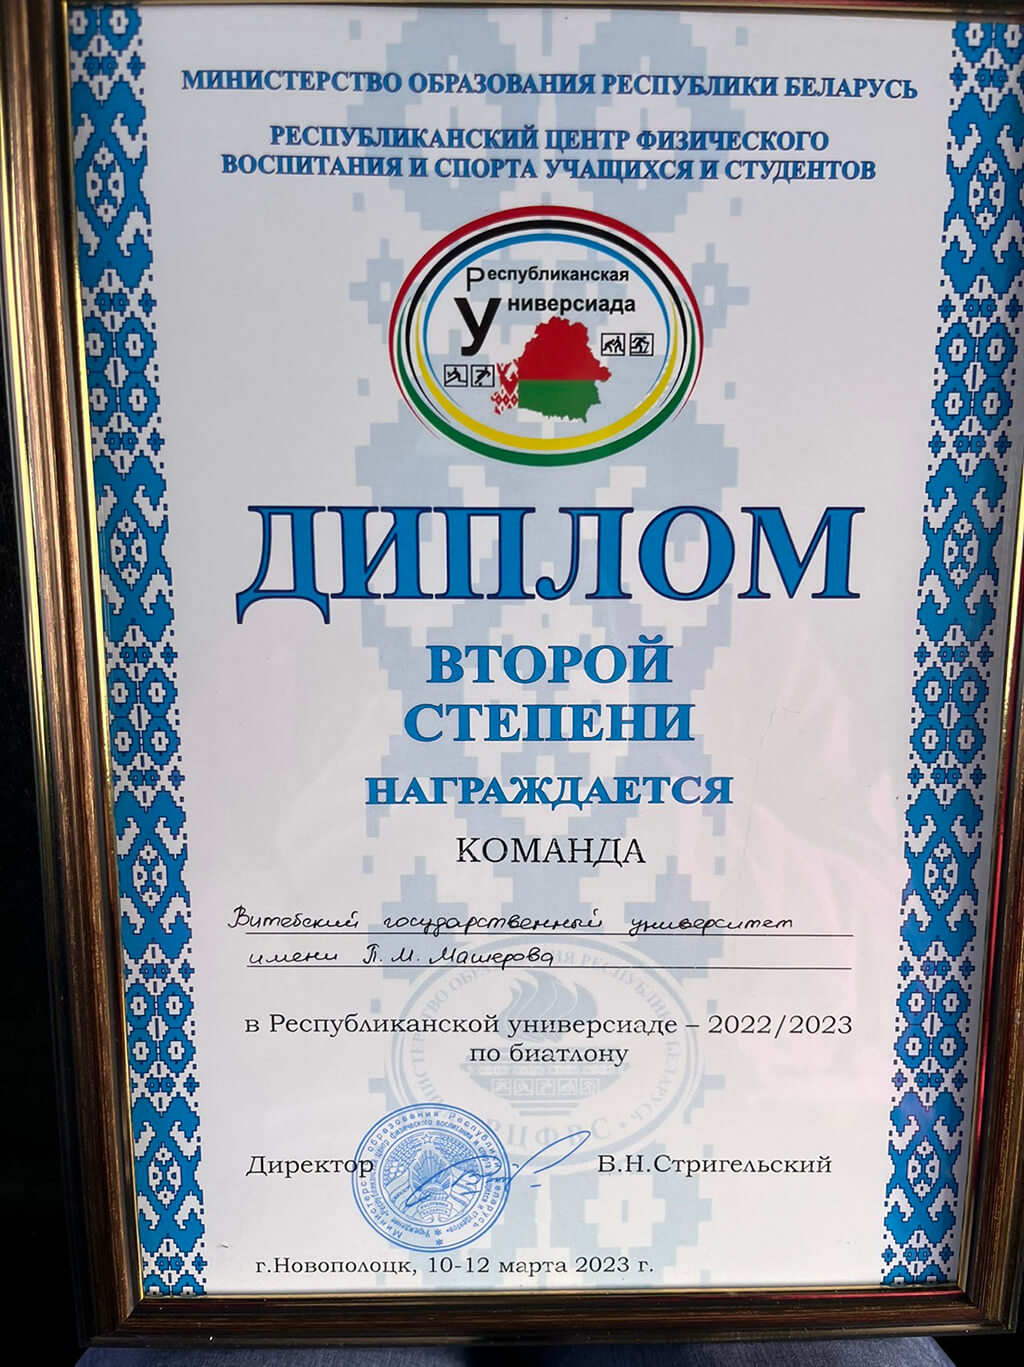 МИНИСТЕРСТВО ОБРАЗОВАНИЯ РЕСПУБЛИКИ БЕЛАРУСЬ
РЕСПУБЛИКАНСКИЙ ЦЕНТР ФИЗИЧЕСКОГО
ВОСПИТАНИЯ И СПОРТА УЧАЩИХСЯ И СТУДЕНТОВ
Республиканская
Универсиада
ДИПЛОМ
ВТОРОЙ
СТЕПЕНИ
НАГРАЖДАЕТСЯ
КОМАНДА
Витебский государственный университет
имени П.М. Машерова
в Республиканской универсиаде – 2022/2023
по биатлону
Директор В.Н.Стригельский
г.Новополоцк, 10-12 марта 2023 г.